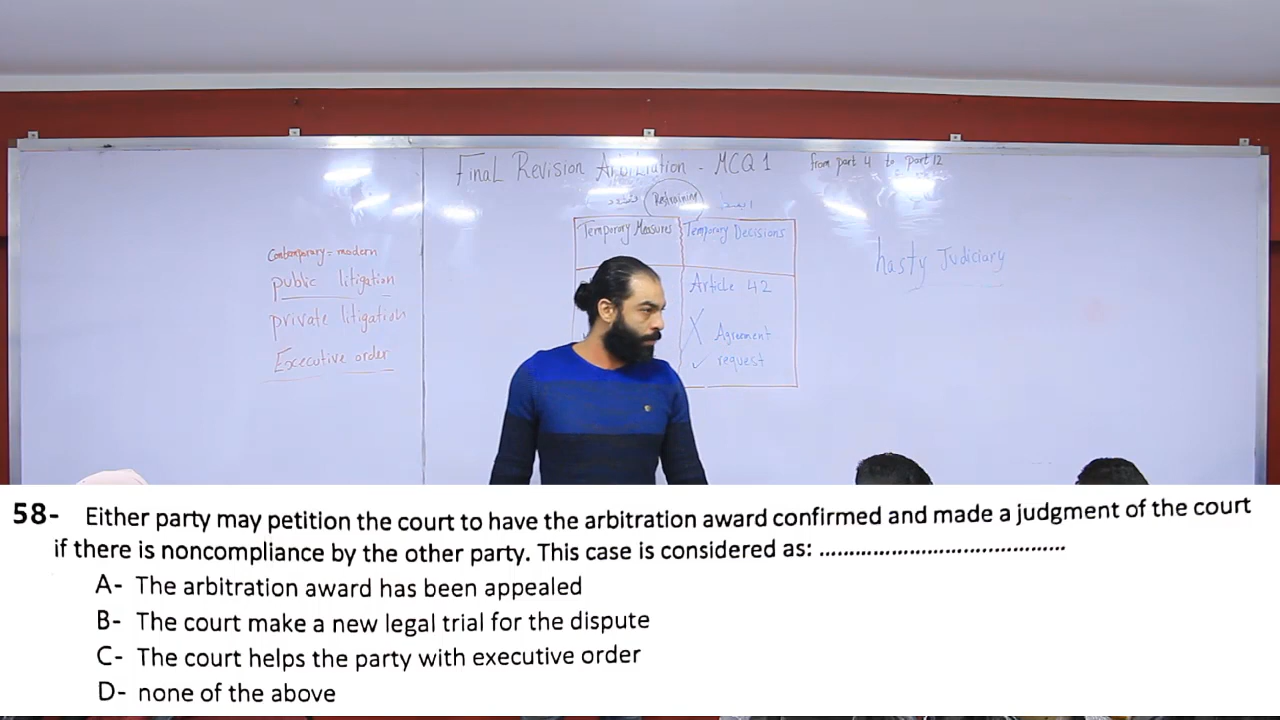 Final Revision Arbitration - MCQ 1
from part 4 to part 12
Restraining
Temporary Measures
Temporary Decisions
Article 42
Agreement
request
hasty Judiciary
Contemporary = modern
public litigation
private litigation
Executive order
58- Either party may petition the court to have the arbitration award confirmed and made a judgment of the court
if there is noncompliance by the other party. This case is considered as: ..........................................
A- The arbitration award has been appealed
B- The court make a new legal trial for the dispute
C- The court helps the party with executive order
D- none of the above